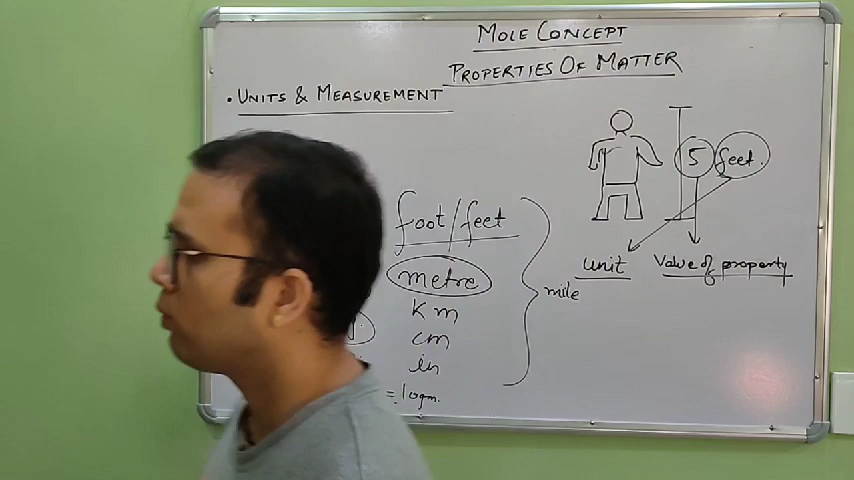 MOLE CONCEPT
PROPERTIES OF MATTER
• UNITS & MEASUREMENT
5 feet.
foot/feet
unit
Value of property
metre
mile
km
cm
in
= 10gm.